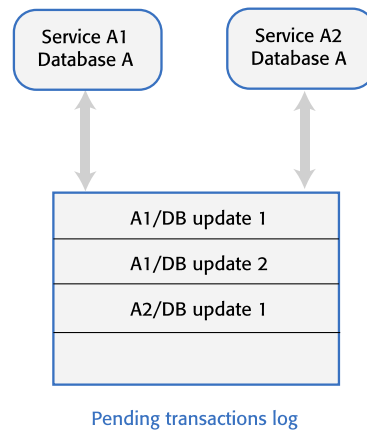 Service A1
Database A
Service A2
Database A
A1/DB update 1
A1/DB update 2
A2/DB update 1
Pending transactions log